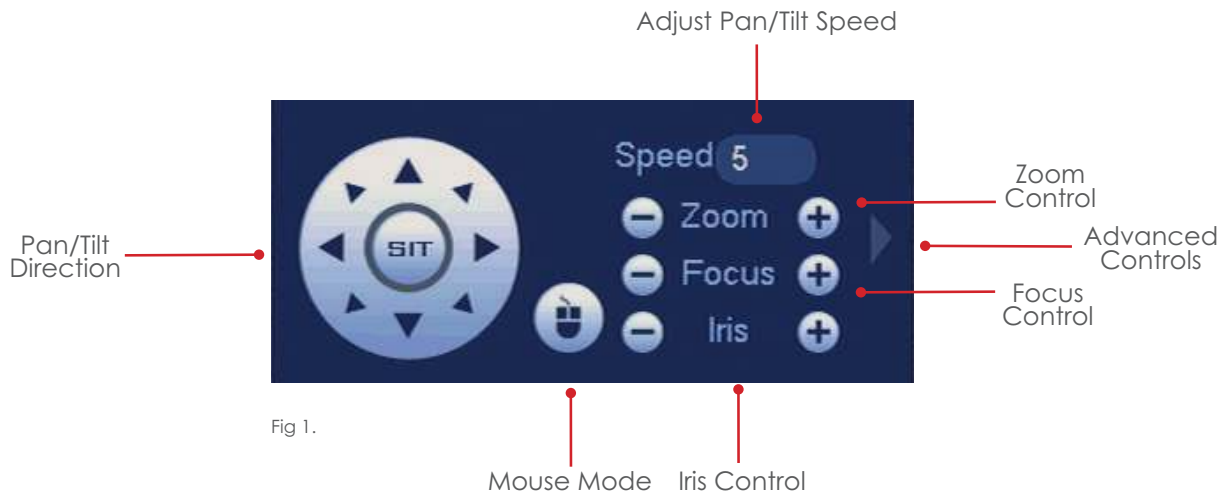 Adjust Pan/Tilt Speed
Speed 5
Zoom
Control
Zoom
Pan/Tilt
Direction
SIT
Advanced
Controls
Focus
Focus
Control
Iris
Fig 1.
Mouse Mode
Iris Control